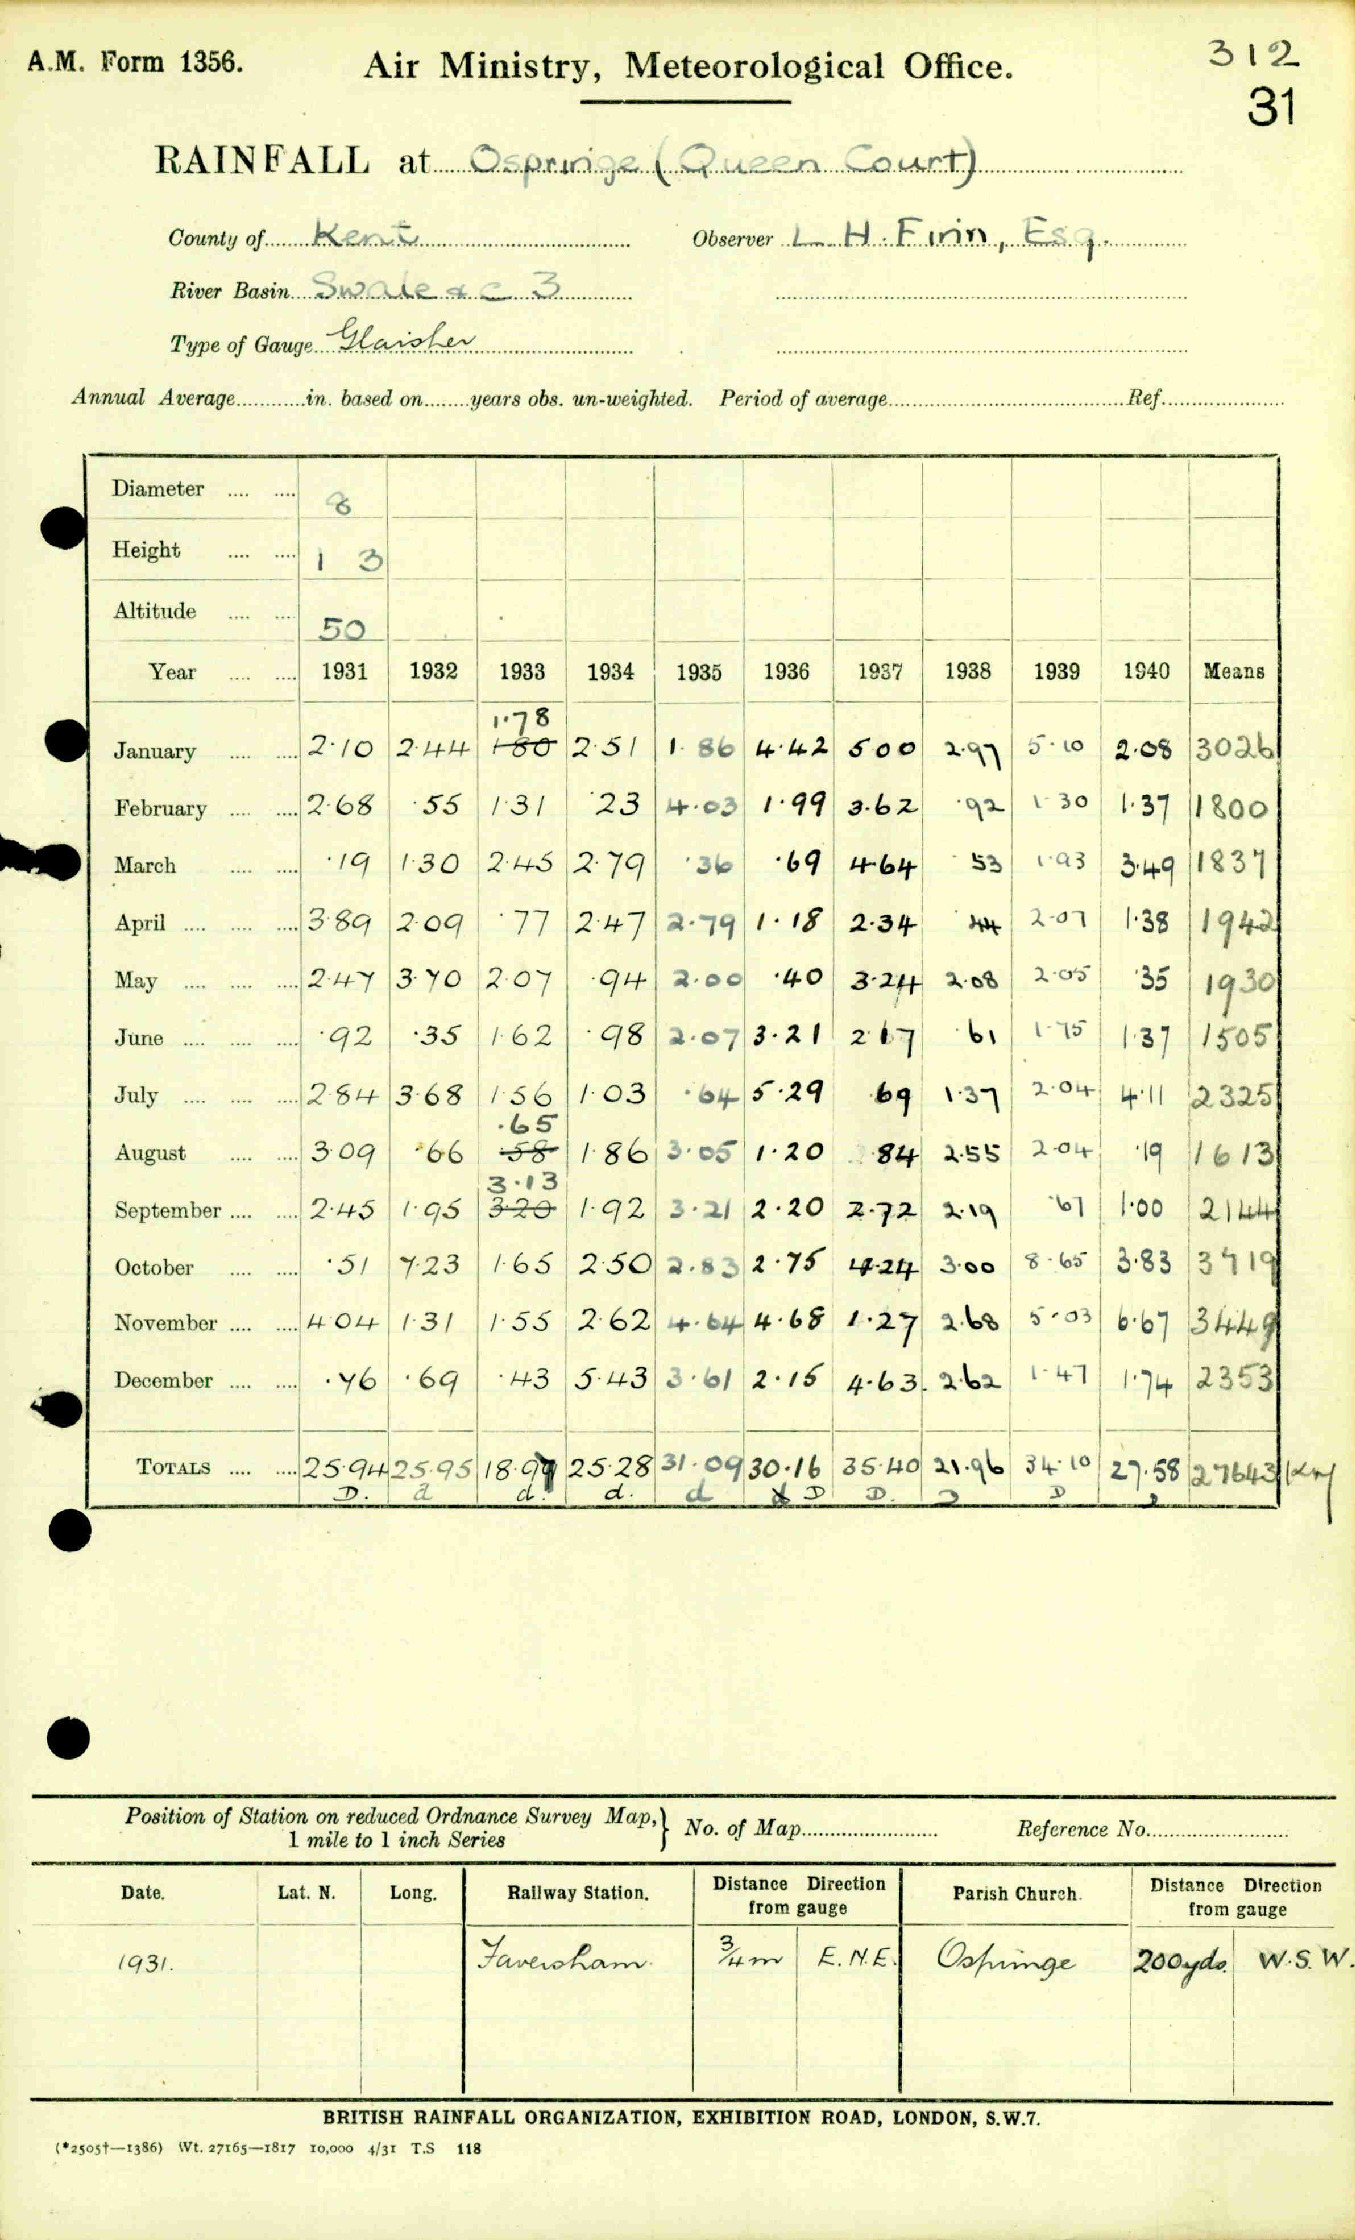 A.M. Form 1356.
Air Ministry, Meteorological Office.
312
31
RAINFALL at Ospringe (Queen Court)
County of Kent Observer L. H. Finn, Esq.
River Basin Swale &c 3
Type of Gauge Glaisher
Annual Average in. based on years obs. un-weighted. Period of average Ref.
Diameter 8
Height 1 3
Altitude 50
Year 1931 1932 1933 1934 1935 1936 1937 1938 1939 1940 Means
1.78
January 2.10 2.44 1.80 2.51 1.86 4.42 5.00 2.97 5.10 2.08 3026
February 2.68 .55 1.31 .23 4.03 1.99 3.62 .92 1.30 1.37 1800
March .19 1.30 2.45 2.79 .36 .69 4.64 .53 1.93 3.49 1837
April 3.89 2.09 .77 2.47 2.79 1.18 2.34 .44 2.07 1.38 1942
May 2.47 3.70 2.07 .94 2.00 .40 3.24 2.08 2.05 .35 1930
June .92 .35 1.62 .98 2.07 3.21 2.17 .61 1.75 1.37 1505
July 2.84 3.68 1.56 1.03 .64 5.29 .69 1.37 2.04 4.11 2325
.65
August 3.09 .66 .58 1.86 3.05 1.20 .84 2.55 2.04 .19 1613
3.13
September 2.45 1.95 3.20 1.92 3.21 2.20 2.72 2.19 .67 1.00 2144
October .51 7.23 1.65 2.50 2.83 2.75 4.24 3.00 8.65 3.83 3719
November 4.04 1.31 1.55 2.62 4.64 4.68 1.27 2.68 5.03 6.67 3449
December .76 .69 .43 5.43 3.61 2.15 4.63 2.62 1.47 1.74 2353
TOTALS 25.94 25.95 18.97 25.28 31.09 30.16 35.40 21.96 34.10 27.58 27643
D. d d. d. d D D. D D
Position of Station on reduced Ordnance Survey Map, } No. of Map Reference No.
1 mile to 1 inch Series
Date. Lat. N. Long. Railway Station. Distance Direction from gauge Parish Church. Distance Direction from gauge
1931. Faversham. 3/4 m E.N.E. Ospringe 200 yds. W.S.W.
BRITISH RAINFALL ORGANIZATION, EXHIBITION ROAD, LONDON, S.W.7.
(*2505†—1386) Wt. 27165—1817 10,000 4/31 T.S 118